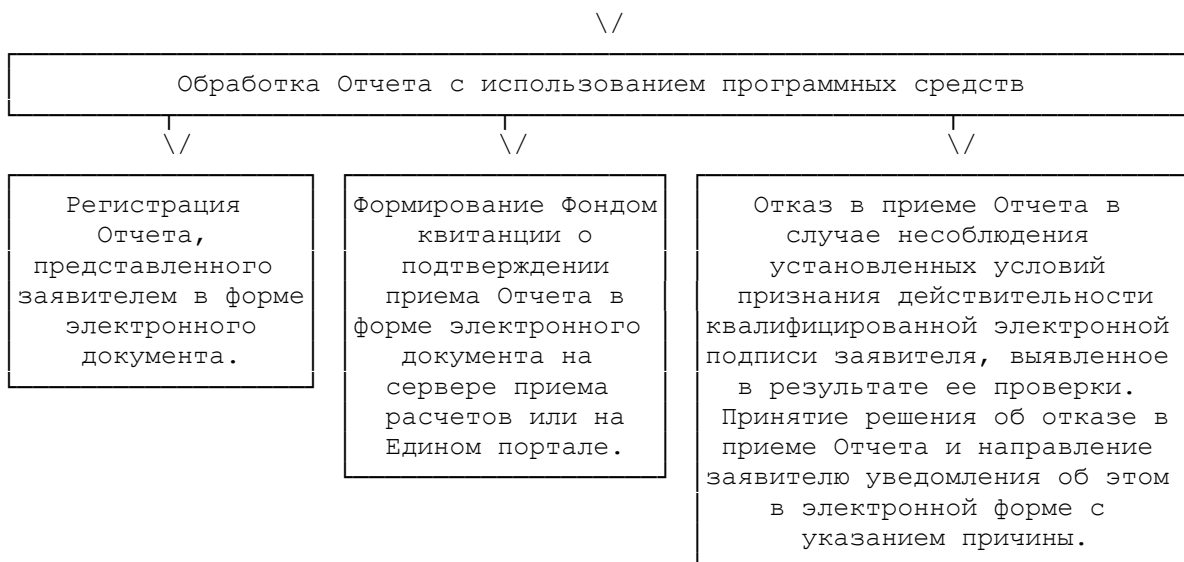 \/
Обработка Отчета с использованием программных средств
\/ \/ \/
Регистрация
Отчета,
представленного
заявителем в форме
электронного
документа.
Формирование Фондом
квитанции о
подтверждении
приема Отчета в
форме электронного
документа на
сервере приема
расчетов или на
Едином портале.
Отказ в приеме Отчета в
случае несоблюдения
установленных условий
признания действительности
квалифицированной электронной
подписи заявителя, выявленное
в результате ее проверки.
Принятие решения об отказе в
приеме Отчета и направление
заявителю уведомления об этом
в электронной форме с
указанием причины.